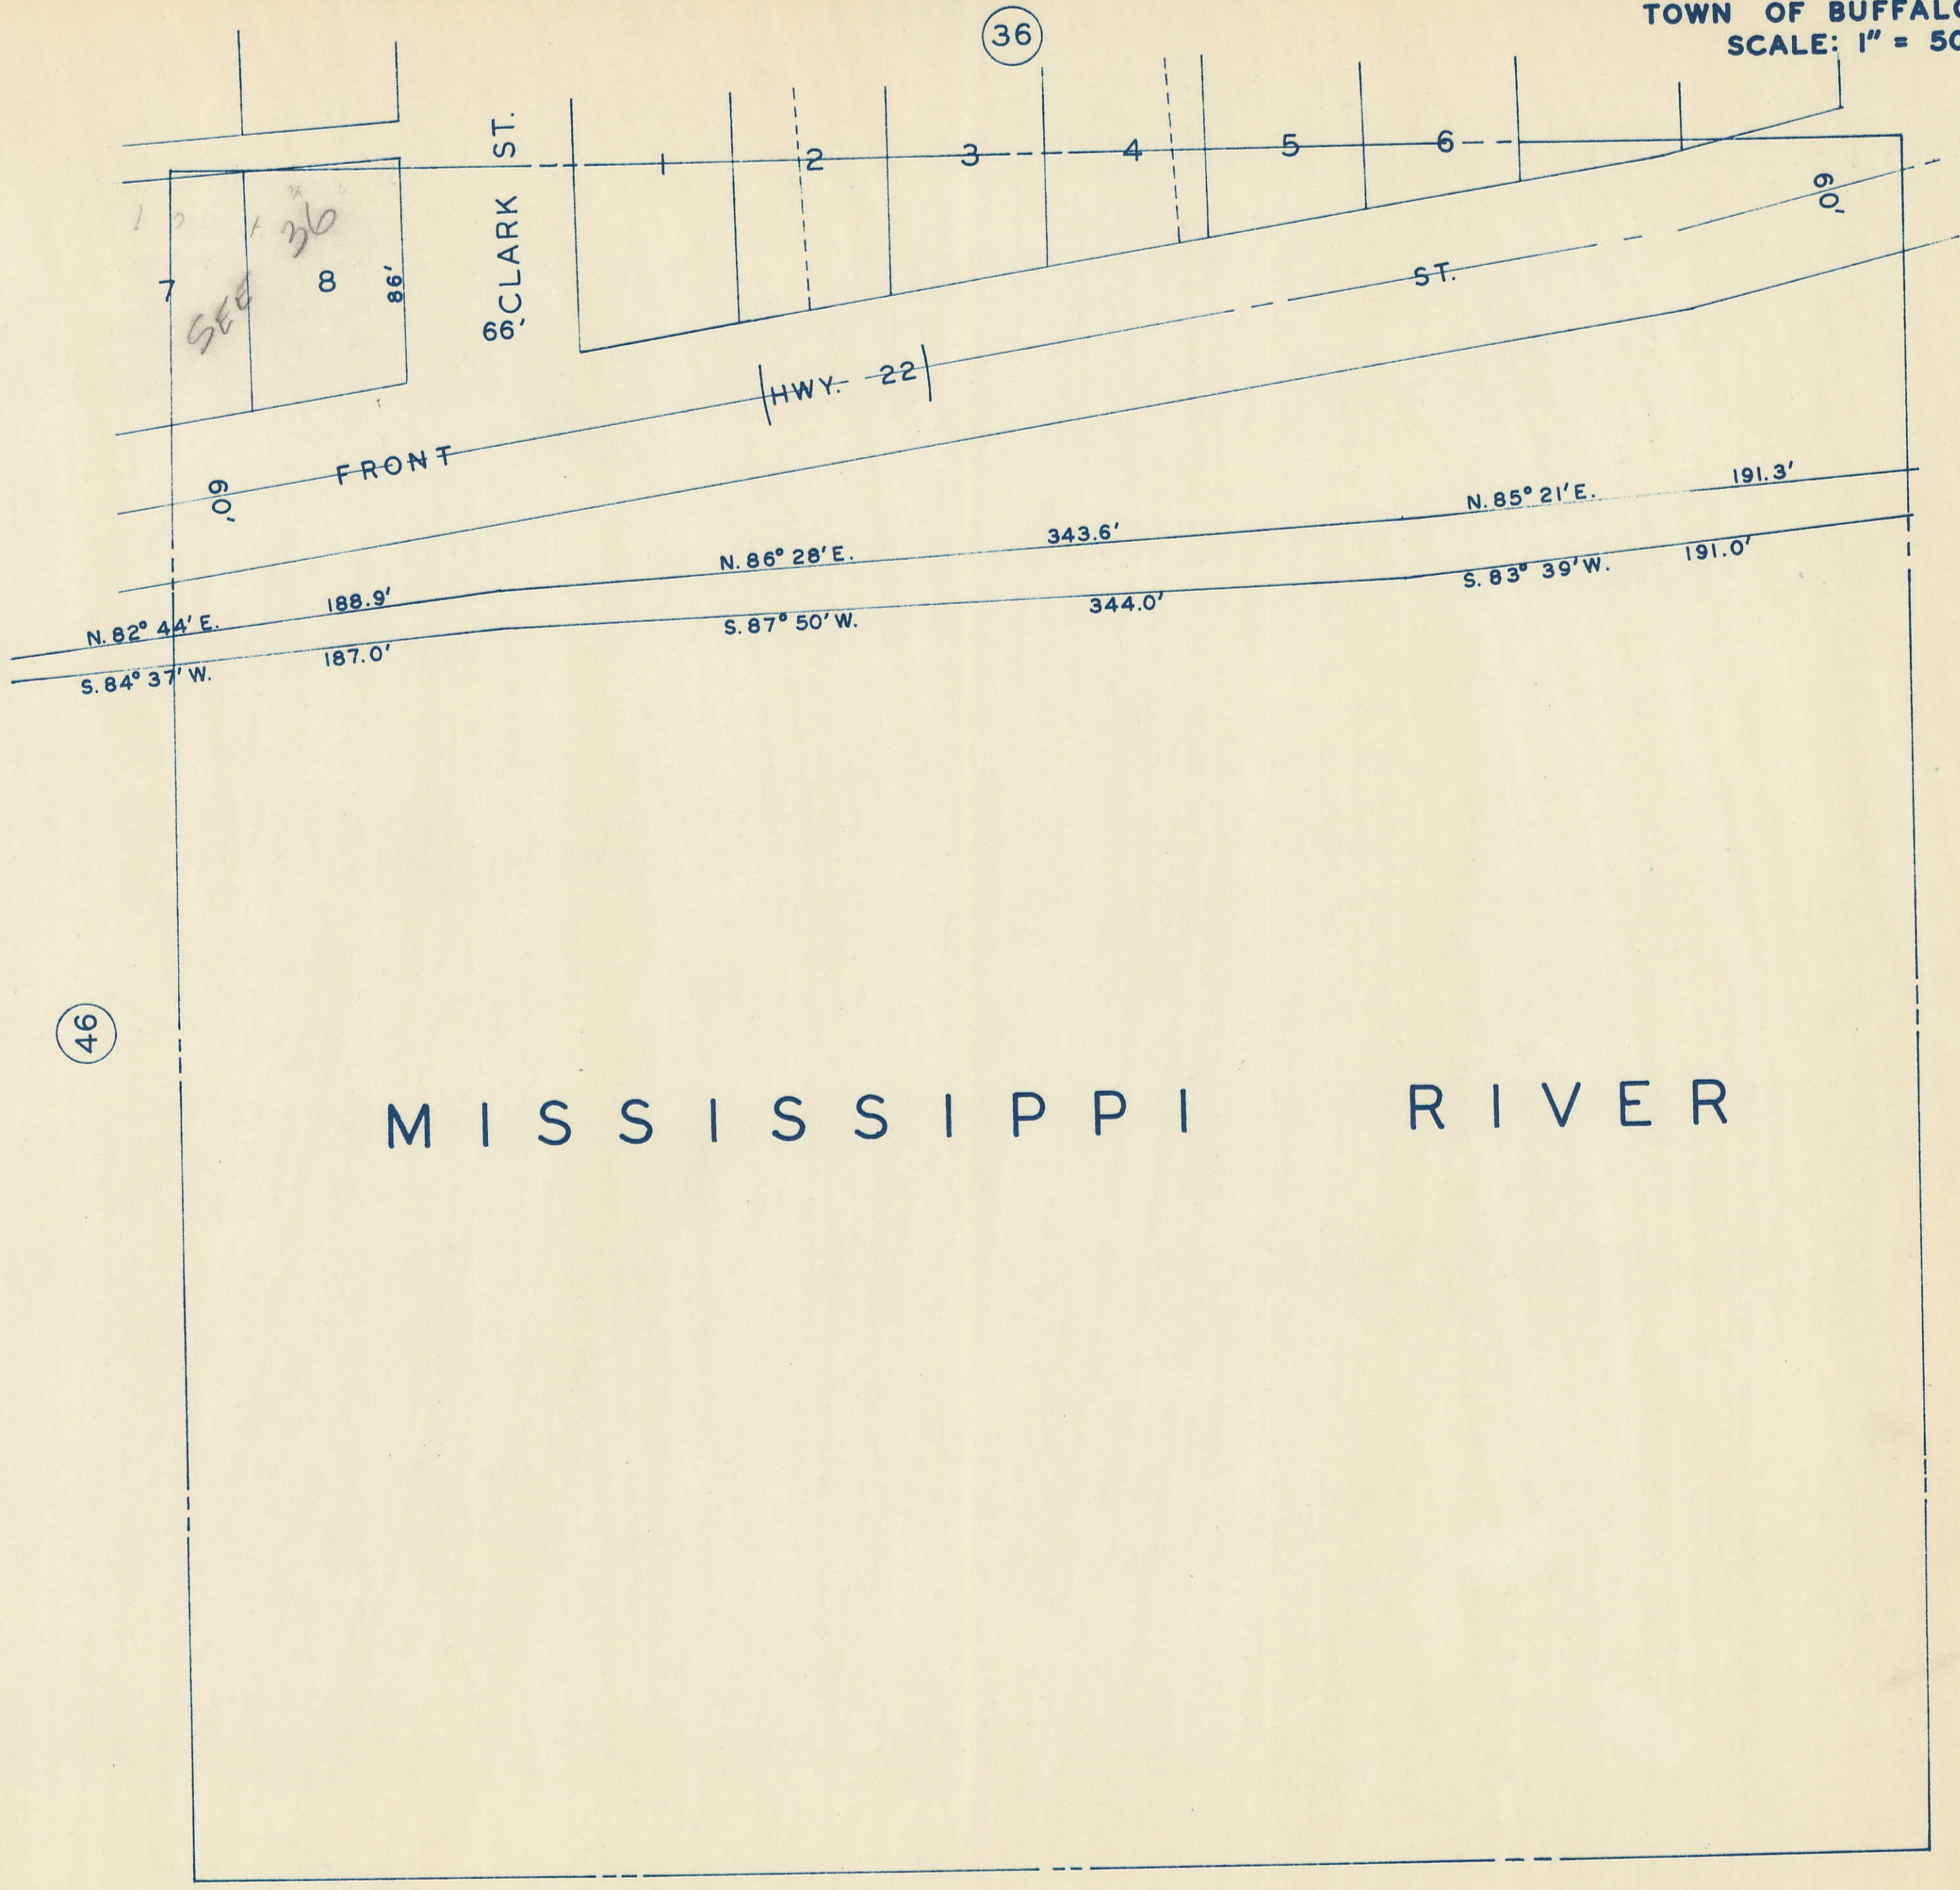 TOWN OF BUFFALO
SCALE: 1" = 50
36
CLARK ST.
66'
1
2
3
4
5
6
60'
7
8
86'
SEE 36
HWY. 22
FRONT
ST.
60'
N. 82° 44' E.
188.9'
N. 86° 28' E.
343.6'
N. 85° 21' E.
191.3'
S. 84° 37' W.
187.0'
S. 87° 50' W.
344.0'
S. 83° 39' W.
191.0'
46
MISSISSIPPI RIVER